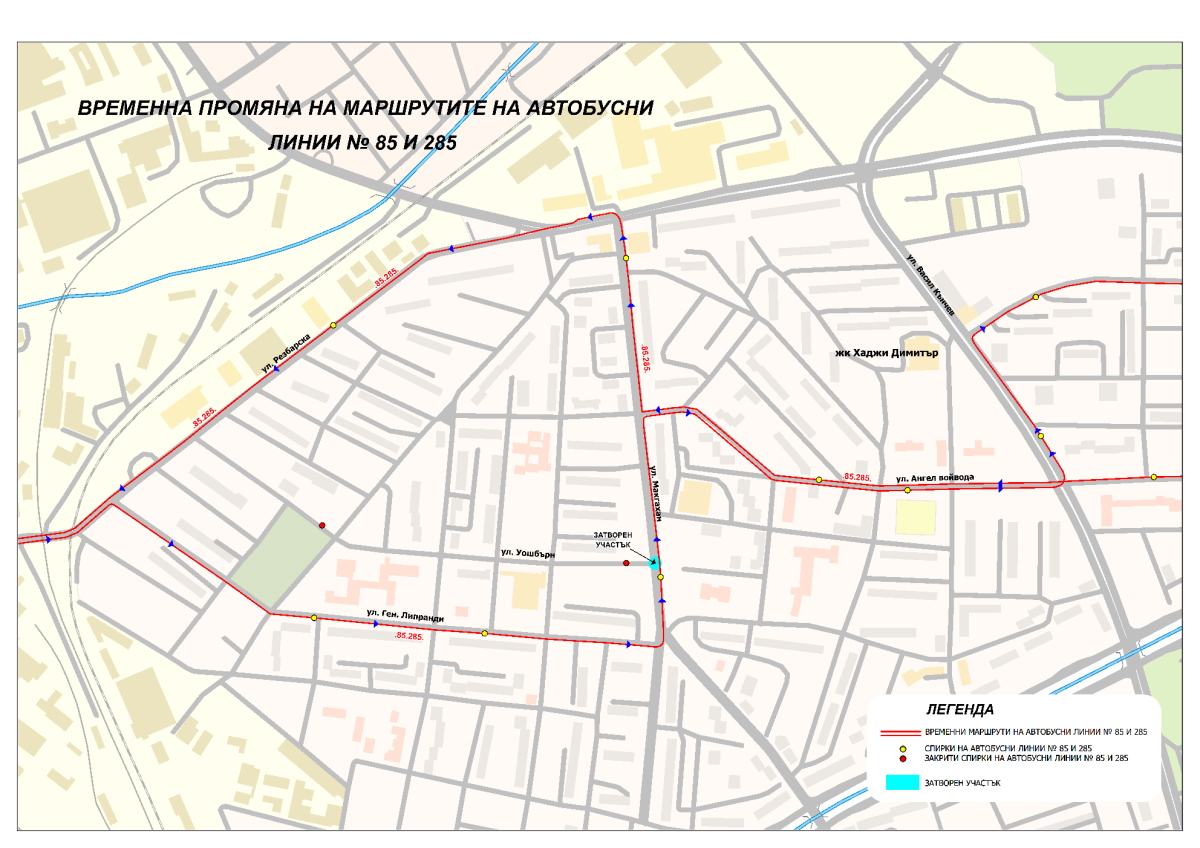 ВРЕМЕННА ПРОМЯНА НА МАРШРУТИТЕ НА АВТОБУСНИ
ЛИНИИ № 85 И 285
ул. Васил Кънчев
.85.285.
ул. Резбарска
.85.285.
жк Хаджи Димитър
.85.285.
.85.285.
ул. Ангел войвода
ул. Макгахан
ЗАТВОРЕН
УЧАСТЪК
ул. Уошбърн
ул. Ген. Липранди
.85.285.
ЛЕГЕНДА
ВРЕМЕННИ МАРШРУТИ НА АВТОБУСНИ ЛИНИИ № 85 И 285
СПИРКИ НА АВТОБУСНИ ЛИНИИ № 85 И 285
ЗАКРИТИ СПИРКИ НА АВТОБУСНИ ЛИНИИ № 85 И 285
ЗАТВОРЕН УЧАСТЪК